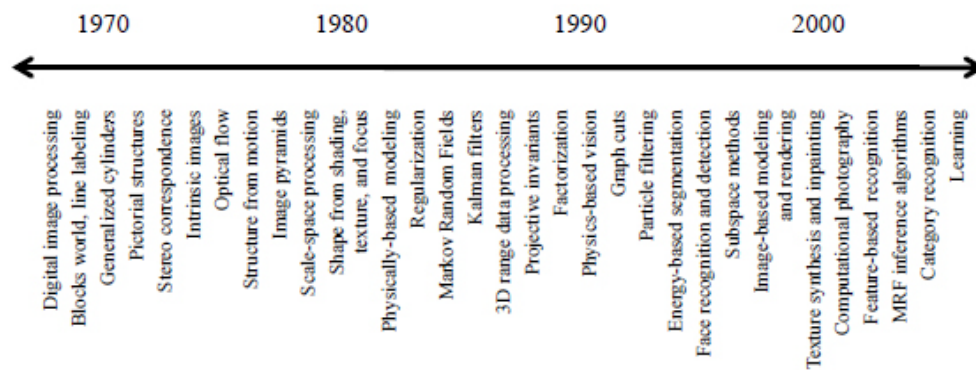 1970
1980
1990
2000
Digital image processing
Blocks world, line labeling
Generalized cylinders
Pictorial structures
Stereo correspondence
Intrinsic images
Optical flow
Structure from motion
Image pyramids
Scale-space processing
Shape from shading,
texture, and focus
Physically-based modeling
Regularization
Markov Random Fields
Kalman filters
3D range data processing
Projective invariants
Factorization
Physics-based vision
Graph cuts
Particle filtering
Energy-based segmentation
Face recognition and detection
Subspace methods
Image-based modeling
and rendering
Texture synthesis and inpainting
Computational photography
Feature-based recognition
MRF inference algorithms
Category recognition
Learning